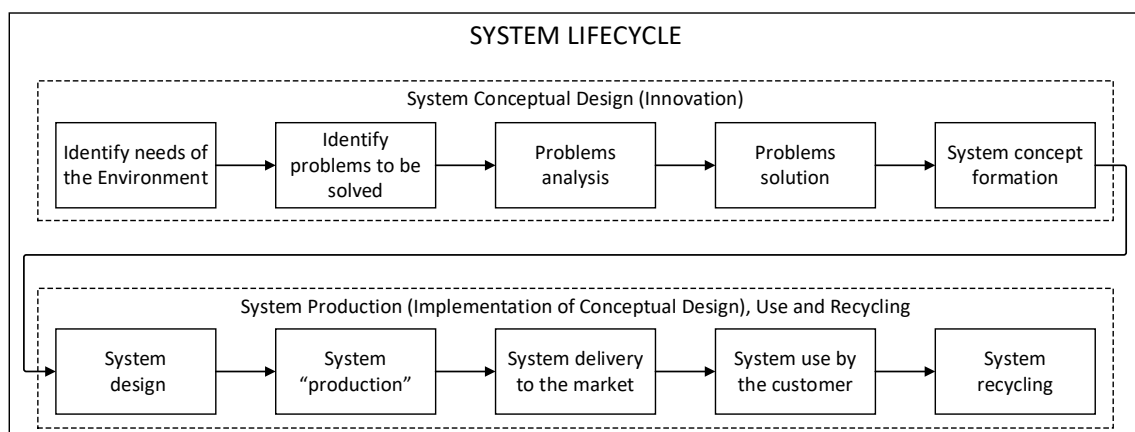 SYSTEM LIFECYCLE
System Conceptual Design (Innovation)
Identify needs of
the Environment
Identify
problems to be
solved
Problems
analysis
Problems
solution
System concept
formation
System Production (Implementation of Conceptual Design), Use and Recycling
System
design
System
“production”
System delivery
to the market
System use by
the customer
System
recycling